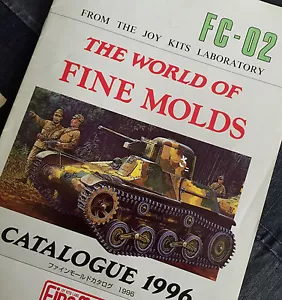 FC-02
FROM THE JOY KITS LABORATORY
THE WORLD OF
FINE MOLDS
CATALOGUE 1996
ファインモールドカタログ 1996